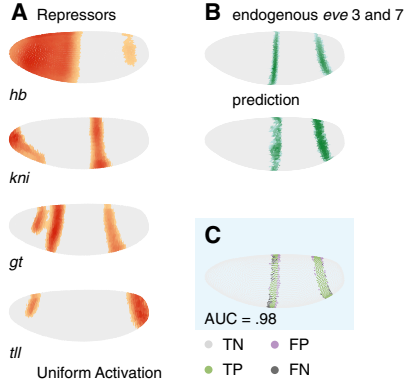 A Repressors
hb
kni
gt
tll
Uniform Activation
B endogenous eve 3 and 7
prediction
C
AUC = .98
TN FP
TP FN